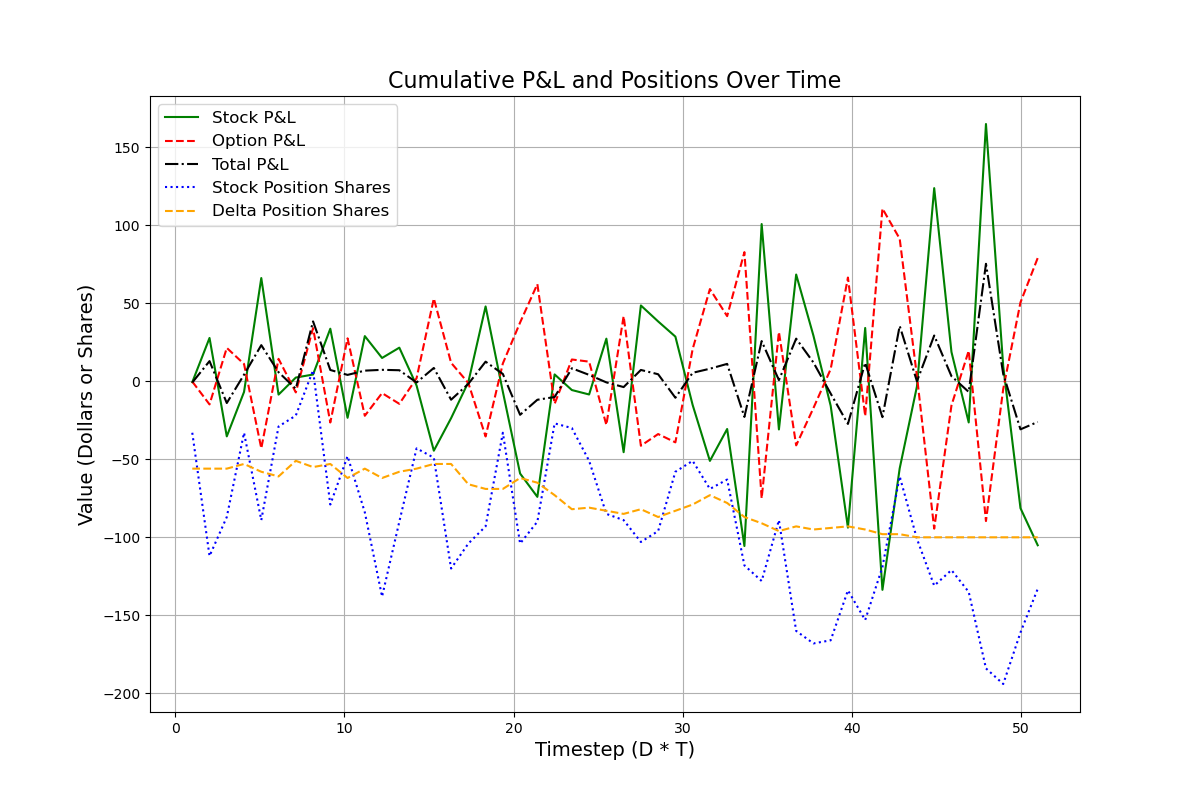 Cumulative P&L and Positions Over Time
Stock P&L
Option P&L
Total P&L
Stock Position Shares
Delta Position Shares
Value (Dollars or Shares)
150
100
50
0
−50
−100
−150
−200
0
10
20
30
40
50
Timestep (D * T)